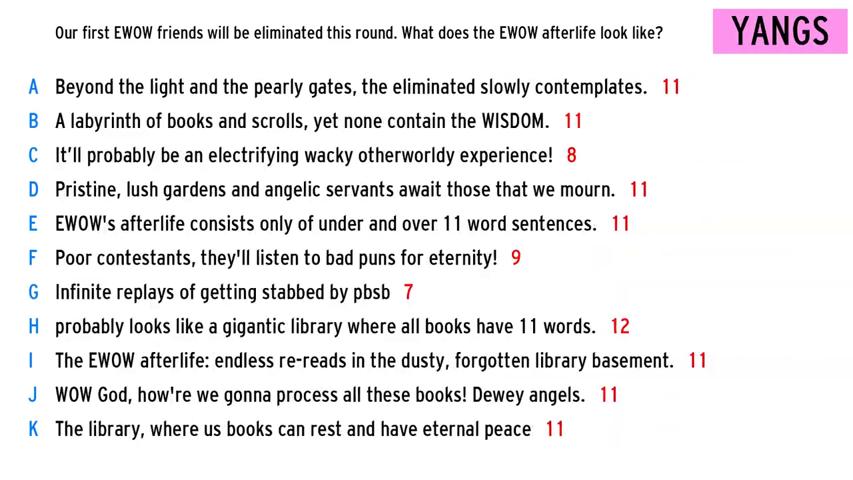 Our first EWOW friends will be eliminated this round. What does the EWOW afterlife look like?
YANGS
A Beyond the light and the pearly gates, the eliminated slowly contemplates. 11
B A labyrinth of books and scrolls, yet none contain the WISDOM. 11
C It'll probably be an electrifying wacky otherworldly experience! 8
D Pristine, lush gardens and angelic servants await those that we mourn. 11
E EWOW's afterlife consists only of under and over 11 word sentences. 11
F Poor contestants, they'll listen to bad puns for eternity! 9
G Infinite replays of getting stabbed by pbsb 7
H probably looks like a gigantic library where all books have 11 words. 12
I The EWOW afterlife: endless re-reads in the dusty, forgotten library basement. 11
J WOW God, how're we gonna process all these books! Dewey angels. 11
K The library, where us books can rest and have eternal peace 11